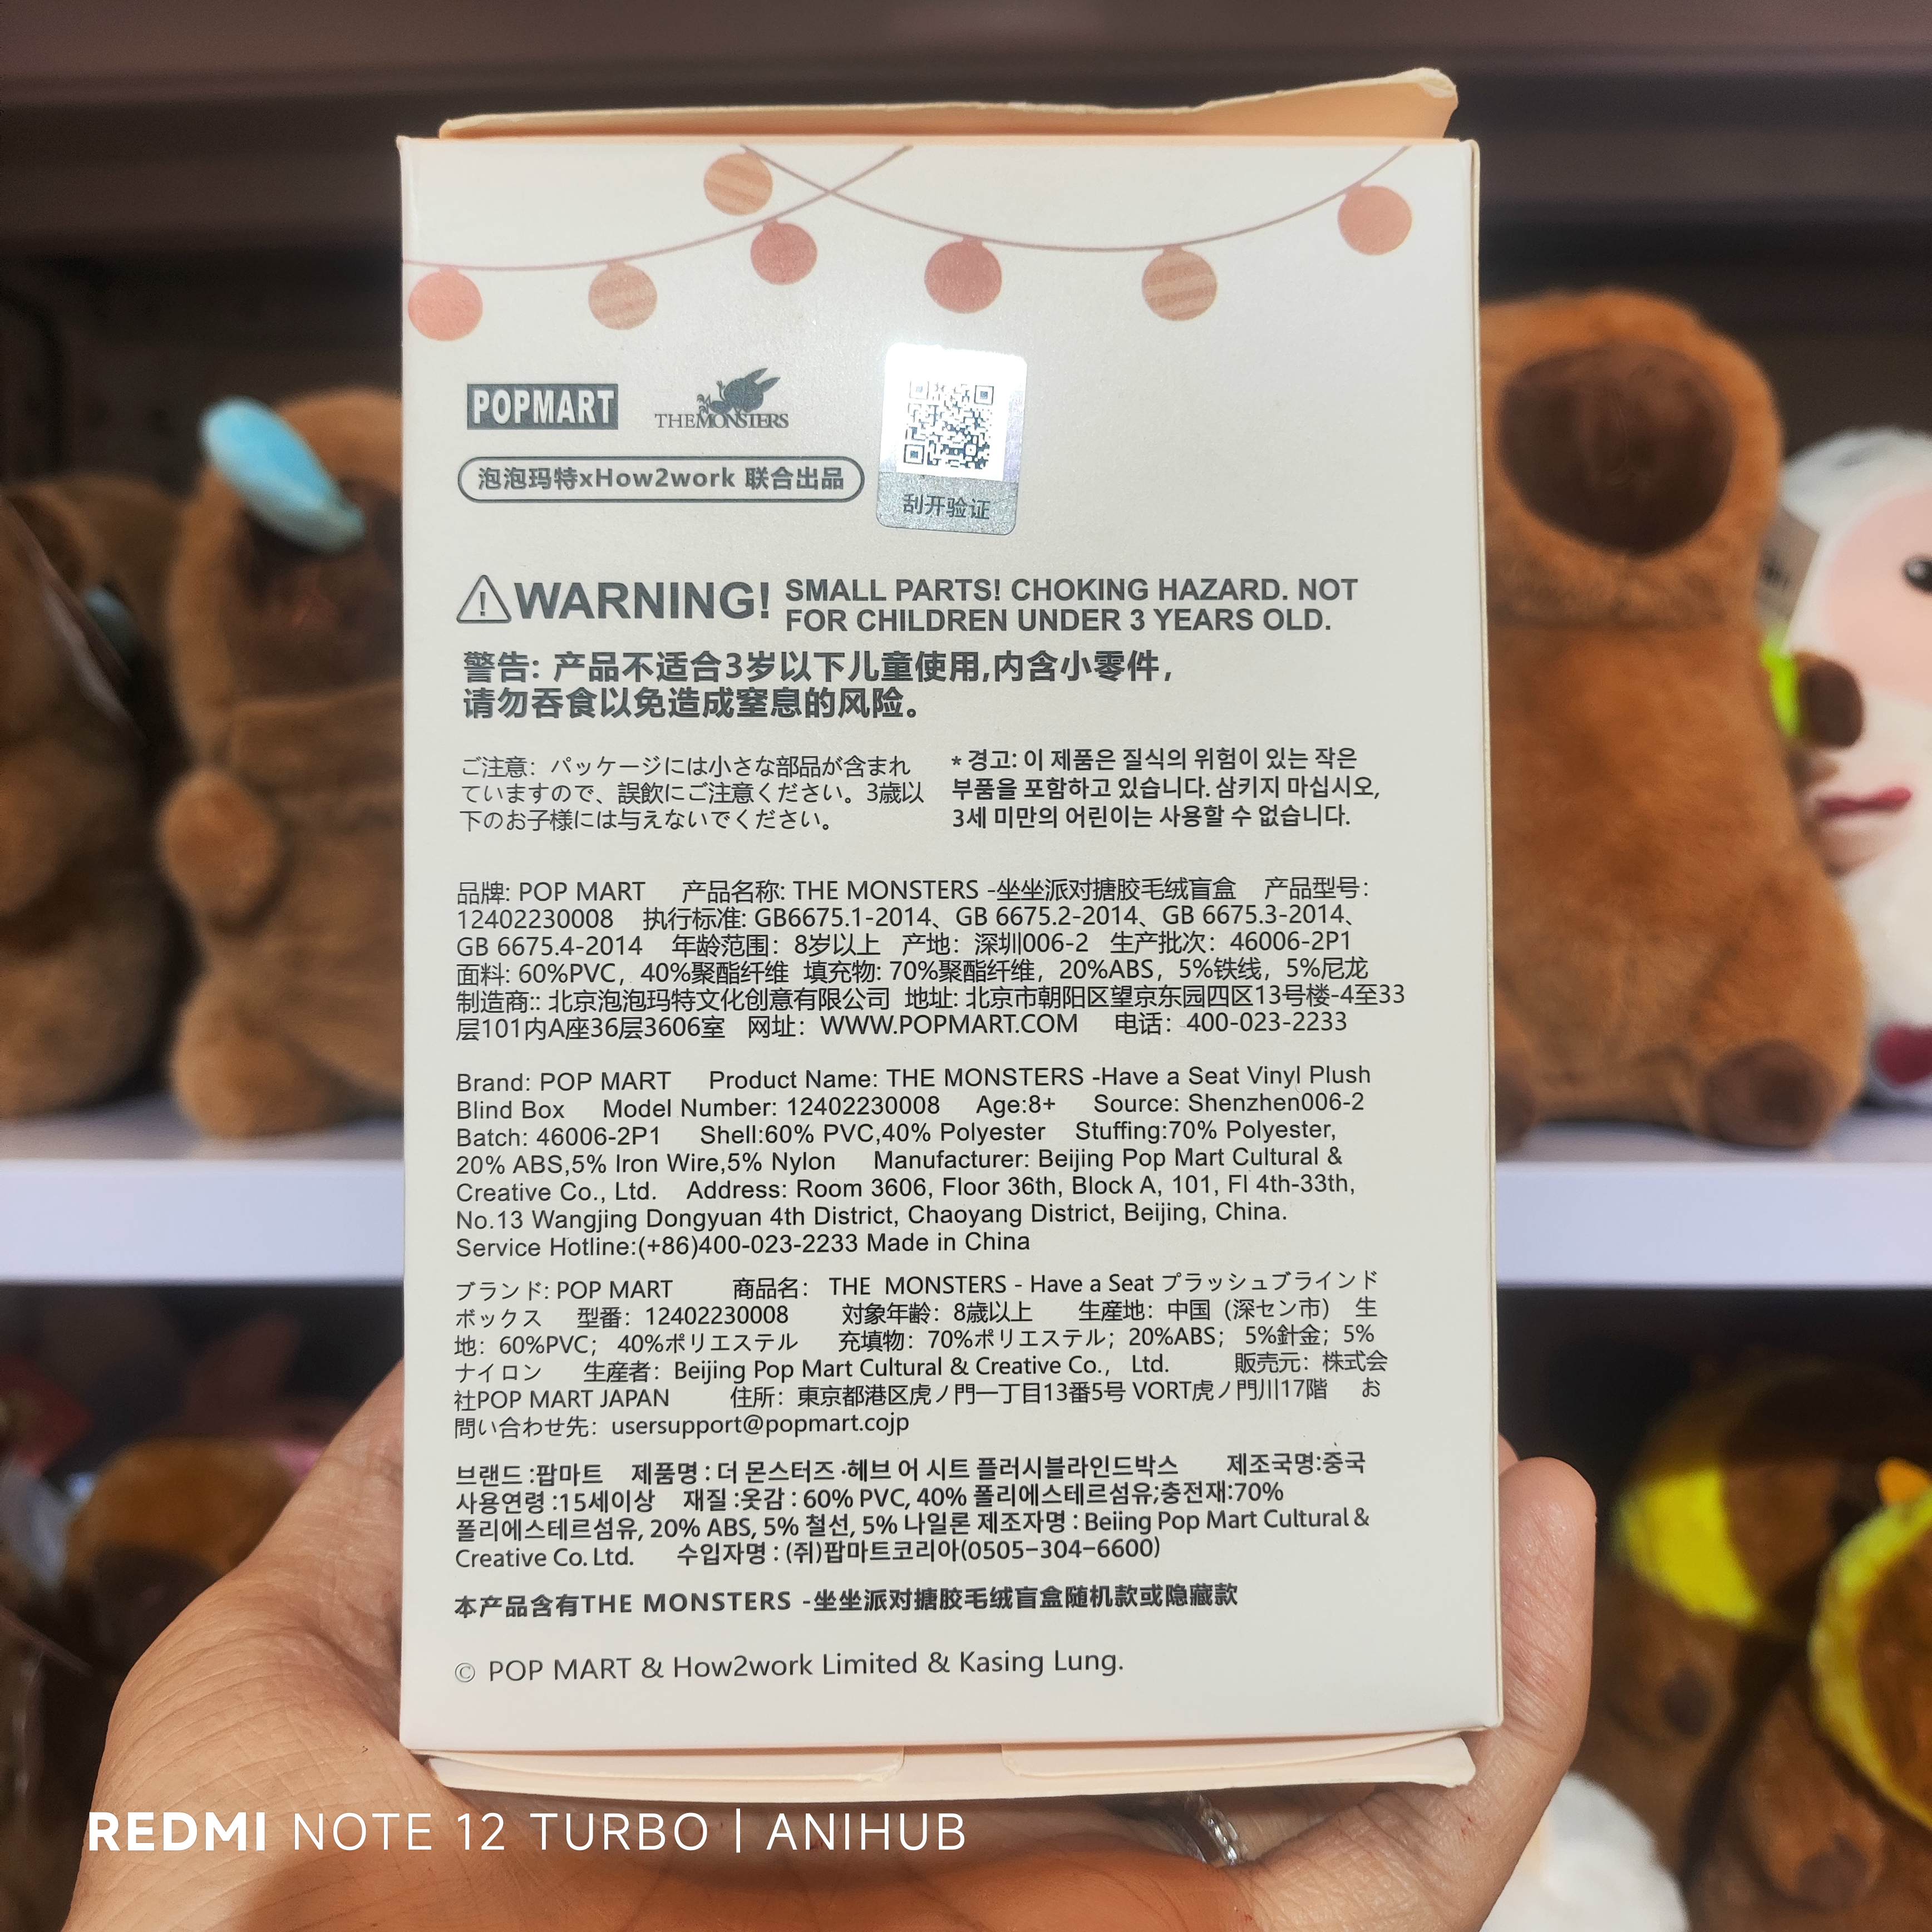 POPMART
THE MONSTERS
泡泡玛特xHow2work 联合出品
刮开验证
WARNING! SMALL PARTS! CHOKING HAZARD. NOT
FOR CHILDREN UNDER 3 YEARS OLD.
警告: 产品不适合3岁以下儿童使用,内含小零件,
请勿吞食以免造成窒息的风险。
ご注意: パッケージには小さな部品が含まれ
ていますので、誤飲にご注意ください。3歳以
下のお子様には与えないでください。
* 경고: 이 제품은 질식의 위험이 있는 작은
부품을 포함하고 있습니다. 삼키지 마십시오,
3세 미만의 어린이는 사용할 수 없습니다.
品牌: POP MART 产品名称: THE MONSTERS -坐坐派对搪胶毛绒盲盒 产品型号:
12402230008 执行标准: GB6675.1-2014、GB 6675.2-2014、GB 6675.3-2014、
GB 6675.4-2014 年龄范围: 8岁以上 产地: 深圳006-2 生产批次: 46006-2P1
面料: 60%PVC, 40%聚酯纤维 填充物: 70%聚酯纤维, 20%ABS, 5%铁线, 5%尼龙
制造商:: 北京泡泡玛特文化创意有限公司 地址: 北京市朝阳区望京东园四区13号楼-4至33
层101内A座36层3606室 网址: WWW.POPMART.COM 电话: 400-023-2233
Brand: POP MART Product Name: THE MONSTERS -Have a Seat Vinyl Plush
Blind Box Model Number: 12402230008 Age:8+ Source: Shenzhen006-2
Batch: 46006-2P1 Shell:60% PVC,40% Polyester Stuffing:70% Polyester,
20% ABS,5% Iron Wire,5% Nylon Manufacturer: Beijing Pop Mart Cultural &
Creative Co., Ltd. Address: Room 3606, Floor 36th, Block A, 101, Fl 4th-33th,
No.13 Wangjing Dongyuan 4th District, Chaoyang District, Beijing, China.
Service Hotline:(+86)400-023-2233 Made in China
ブランド: POP MART 商品名: THE MONSTERS - Have a Seat プラッシュブラインド
ボックス 型番: 12402230008 対象年齢: 8歳以上 生産地: 中国（深セン市） 生
地: 60%PVC; 40%ポリエステル 充填物: 70%ポリエステル; 20%ABS; 5%針金; 5%
ナイロン 生産者: Beijing Pop Mart Cultural & Creative Co., Ltd. 販売元: 株式会
社POP MART JAPAN 住所: 東京都港区虎ノ門一丁目13番5号 VORT虎ノ門川17階 お
問い合わせ先: usersupport@popmart.cojp
브랜드 :팝마트 제품명 : 더 몬스터즈 ·헤브 어 시트 플러시블라인드박스 제조국명:중국
사용연령 :15세이상 재질 :옷감 : 60% PVC, 40% 폴리에스테르섬유;충전재:70%
폴리에스테르섬유, 20% ABS, 5% 철선, 5% 나일론 제조자명 : Beiing Pop Mart Cultural &
Creative Co. Ltd. 수입자명 : (쥐)팝마트코리아(0505-304-6600)
本产品含有THE MONSTERS -坐坐派对搪胶毛绒盲盒随机款或隐藏款
© POP MART & How2work Limited & Kasing Lung.
REDMI NOTE 12 TURBO | ANIHUB